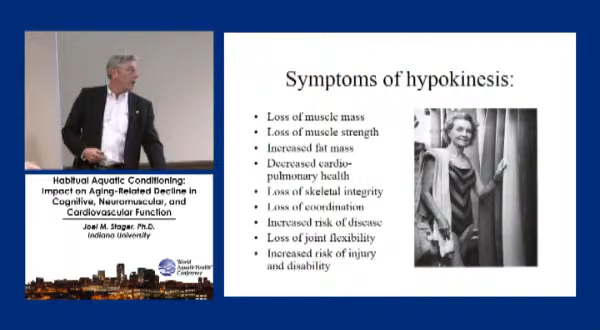 Habitual Aquatic Conditioning:
Impact on Aging-Related Decline in
Cognitive, Neuromuscular, and
Cardiovascular Function
Joel M. Stager, Ph.D.
Indiana University
World
Aquatic Health
Conference
Symptoms of hypokinesis:
• Loss of muscle mass
• Loss of muscle strength
• Increased fat mass
• Decreased cardio-
pulmonary health
• Loss of skeletal integrity
• Loss of coordination
• Increased risk of disease
• Loss of joint flexibility
• Increased risk of injury
and disability